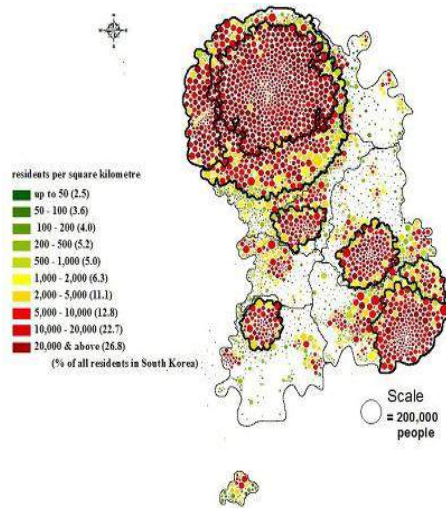 residents per square kilometre
up to 50 (2.5)
50 - 100 (3.6)
100 - 200 (4.0)
200 - 500 (5.2)
500 - 1,000 (5.0)
1,000 - 2,000 (6.3)
2,000 - 5,000 (11.1)
5,000 - 10,000 (12.8)
10,000 - 20,000 (22.7)
20,000 & above (26.8)
(% of all residents in South Korea)
Scale
= 200,000
people